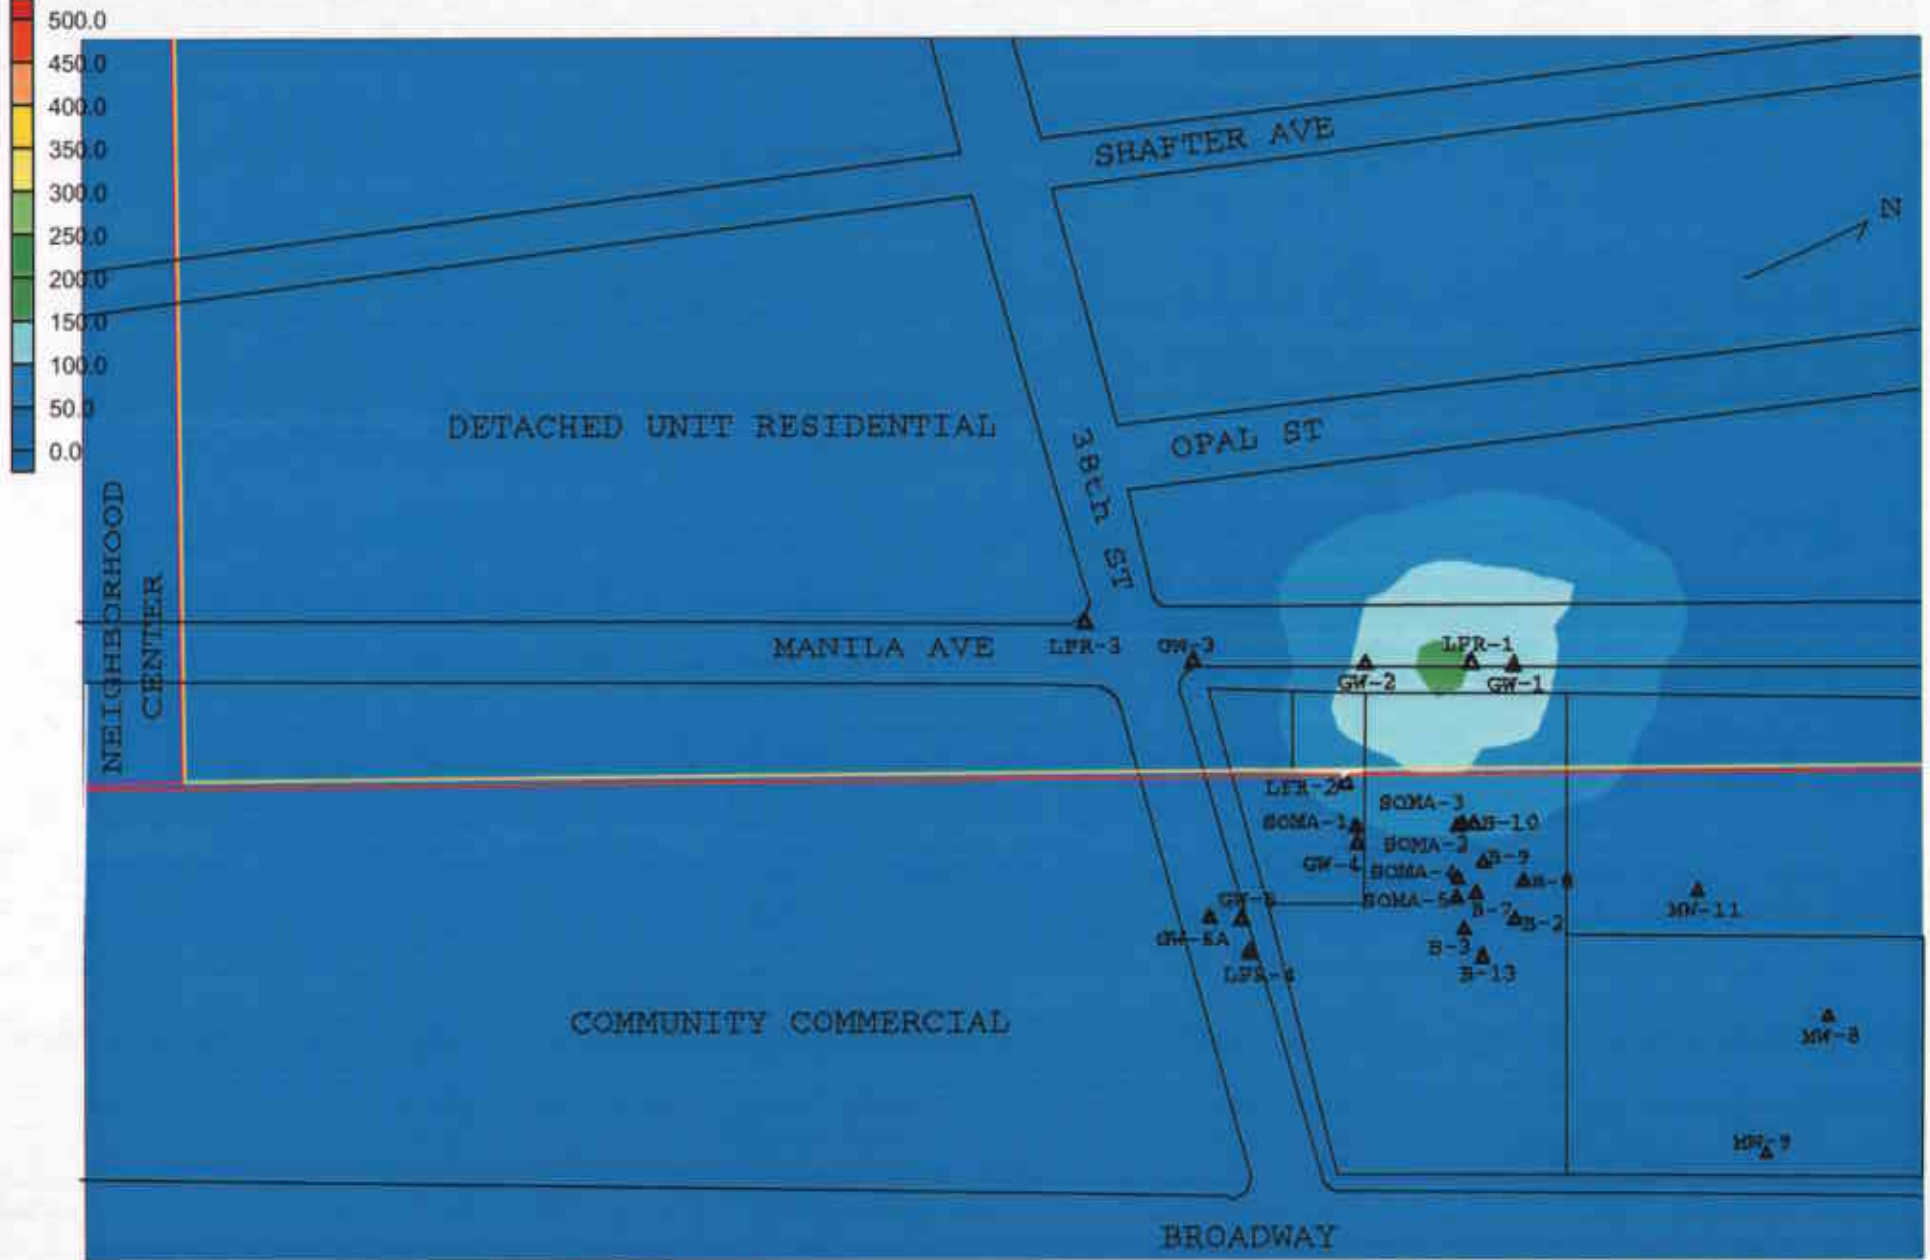 500.0
450.0
400.0
350.0
300.0
250.0
200.0
150.0
100.0
50.0
0.0
SHAFTER AVE
N
DETACHED UNIT RESIDENTIAL
38th ST
OPAL ST
NEIGHBORHOOD
CENTER
MANILA AVE
LFR-3
GW-3
LFR-1
GW-2
GW-1
LFR-2
SOMA-3
SOMA-1
B-10
SOMA-2
GW-4
B-9
SOMA-4
B-8
SOMA-5
B-7
B-2
MW-11
GW-5
GW-5A
B-3
LFR-4
B-13
COMMUNITY COMMERCIAL
MW-8
MW-9
BROADWAY